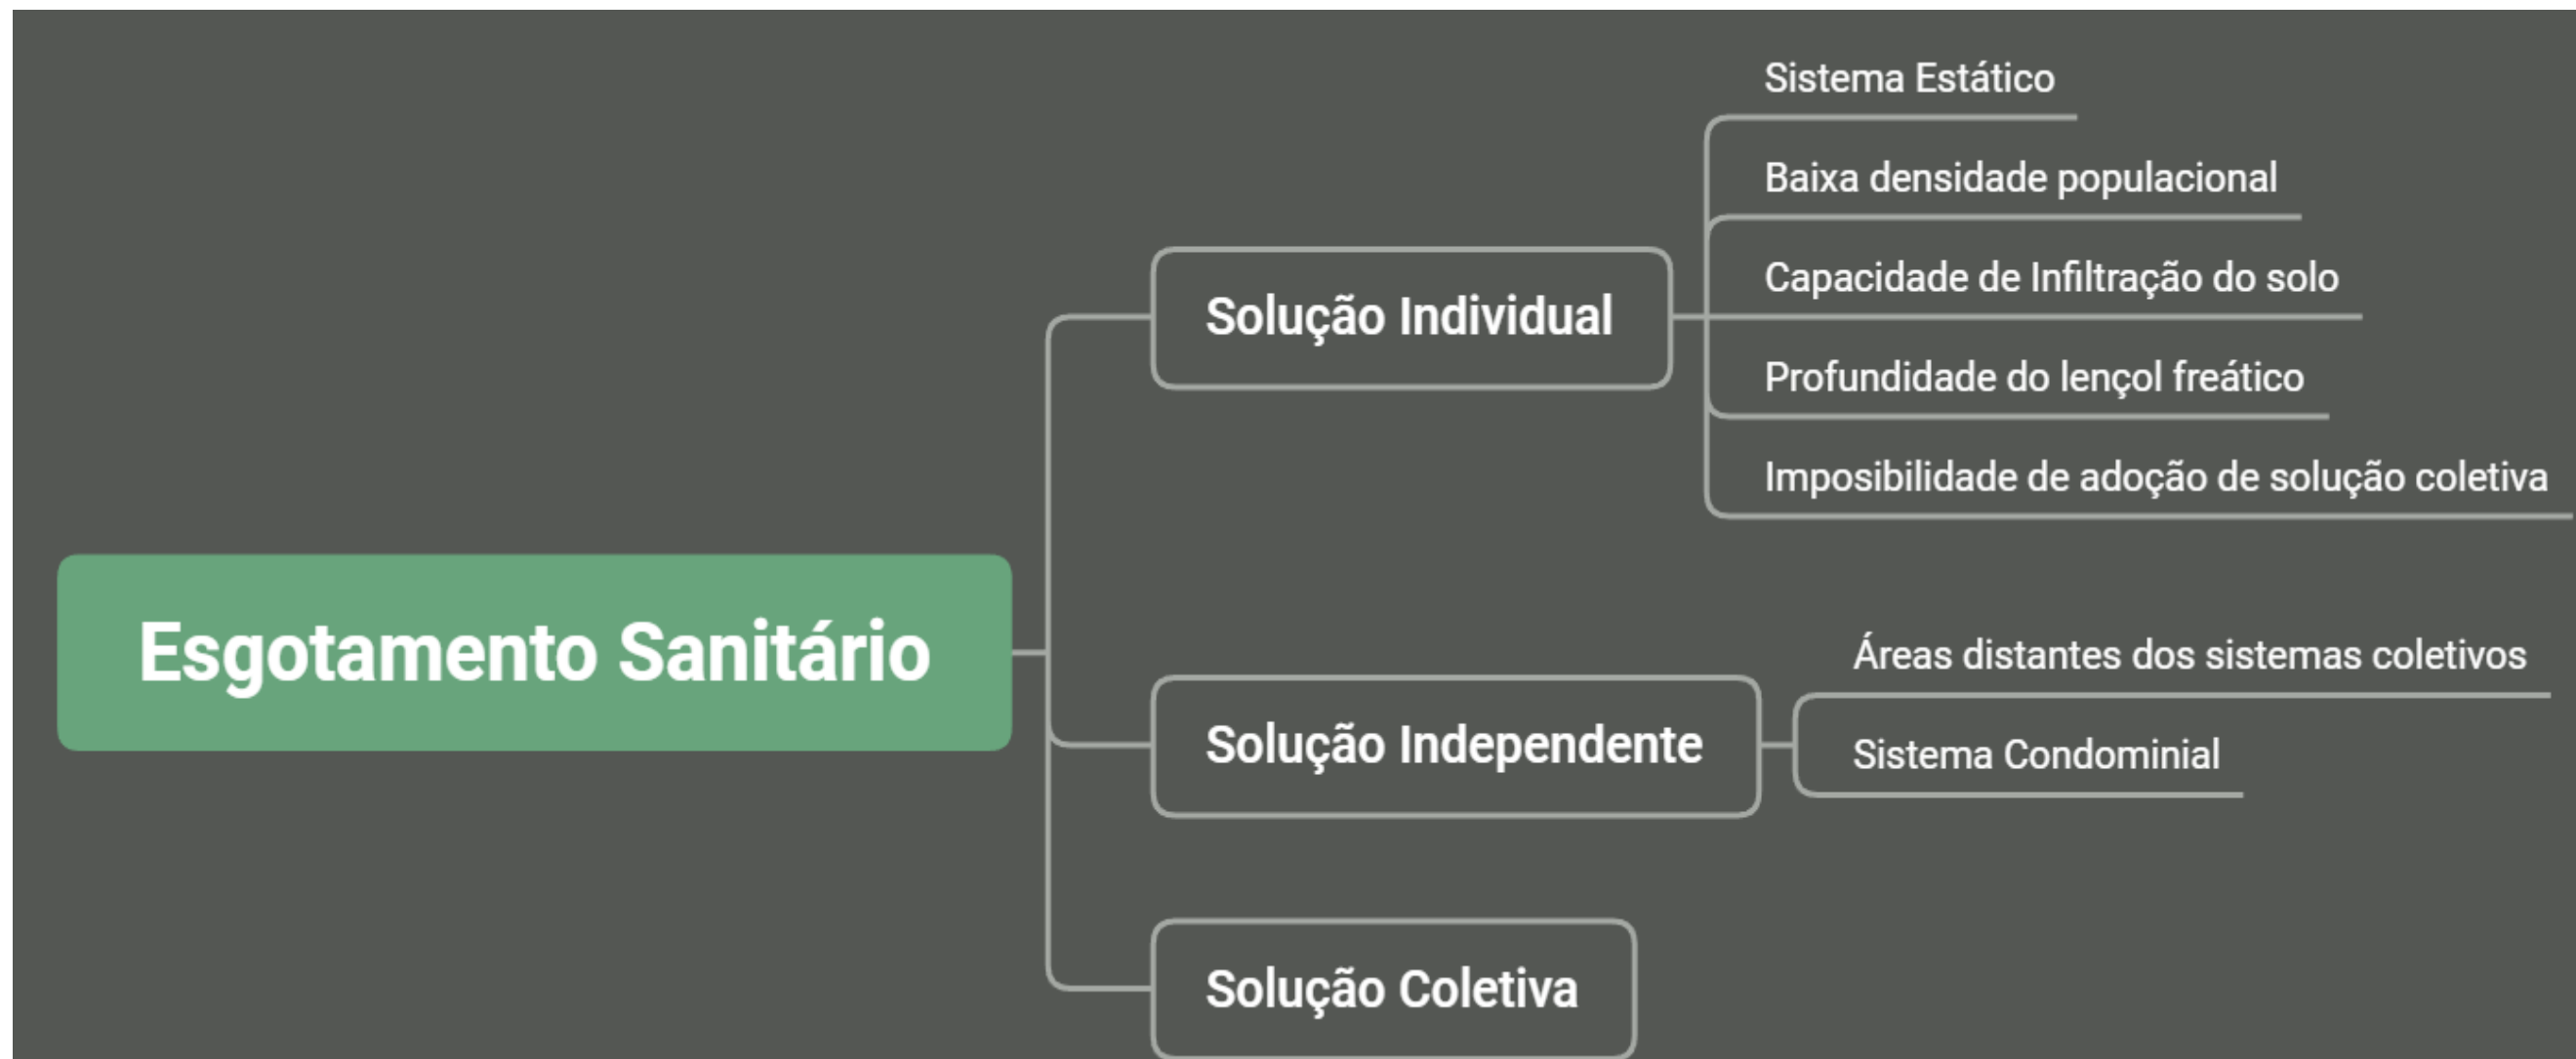 Sistema Estático
Baixa densidade populacional
Capacidade de Infiltração do solo
Profundidade do lençol freático
Imposibilidade de adoção de solução coletiva
Solução Individual
Esgotamento Sanitário
Áreas distantes dos sistemas coletivos
Sistema Condominial
Solução Independente
Solução Coletiva